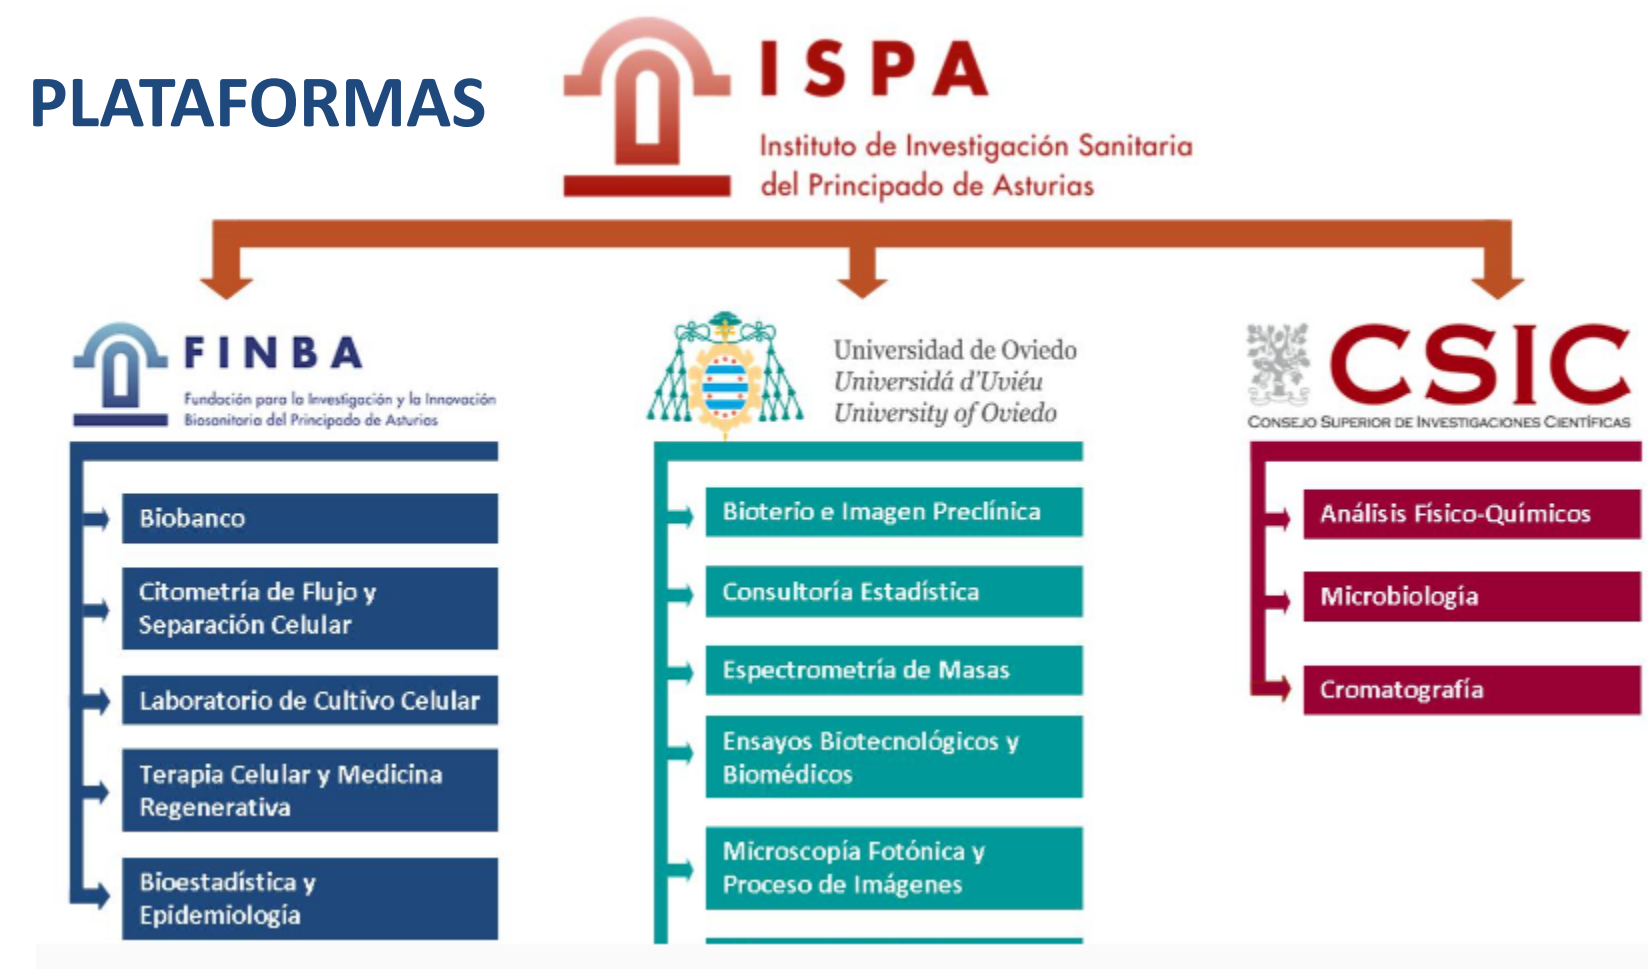 PLATAFORMAS
ISPA
Instituto de Investigación Sanitaria
del Principado de Asturias
FINBA
Fundación para la Investigación y la Innovación
Biosanitaria del Principado de Asturias
Biobanco
Citometría de Flujo y
Separación Celular
Laboratorio de Cultivo Celular
Terapia Celular y Medicina
Regenerativa
Bioestadística y
Epidemiología
Universidad de Oviedo
Universidá d'Uviéu
University of Oviedo
Bioterio e Imagen Preclínica
Consultoría Estadística
Espectrometría de Masas
Ensayos Biotecnológicos y
Biomédicos
Microscopía Fotónica y
Proceso de Imágenes
CSIC
CONSEJO SUPERIOR DE INVESTIGACIONES CIENTÍFICAS
Análisis Físico-Químicos
Microbiología
Cromatografía